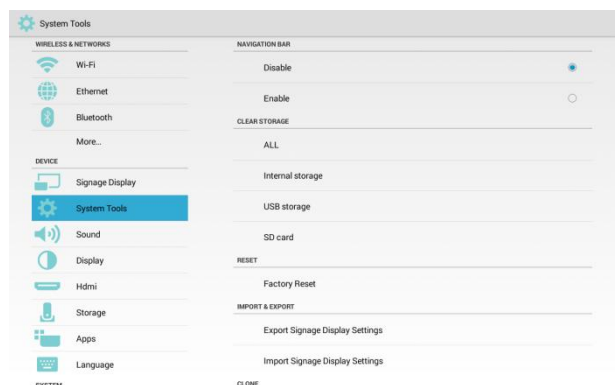 System Tools
WIRELESS & NETWORKS
Wi-Fi
Ethernet
Bluetooth
More...
DEVICE
Signage Display
System Tools
Sound
Display
Hdmi
Storage
Apps
Language
SYSTEM
NAVIGATION BAR
Disable
Enable
CLEAR STORAGE
ALL
Internal storage
USB storage
SD card
RESET
Factory Reset
IMPORT & EXPORT
Export Signage Display Settings
Import Signage Display Settings
CLONE